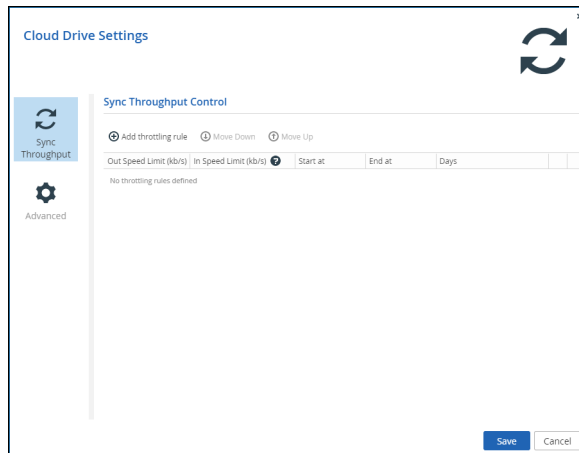 Cloud Drive Settings
Sync Throughput Control
Sync
Throughput
Advanced
Add throttling rule Move Down Move Up
Out Speed Limit (kb/s) In Speed Limit (kb/s) ? Start at End at Days
No throttling rules defined
Save Cancel